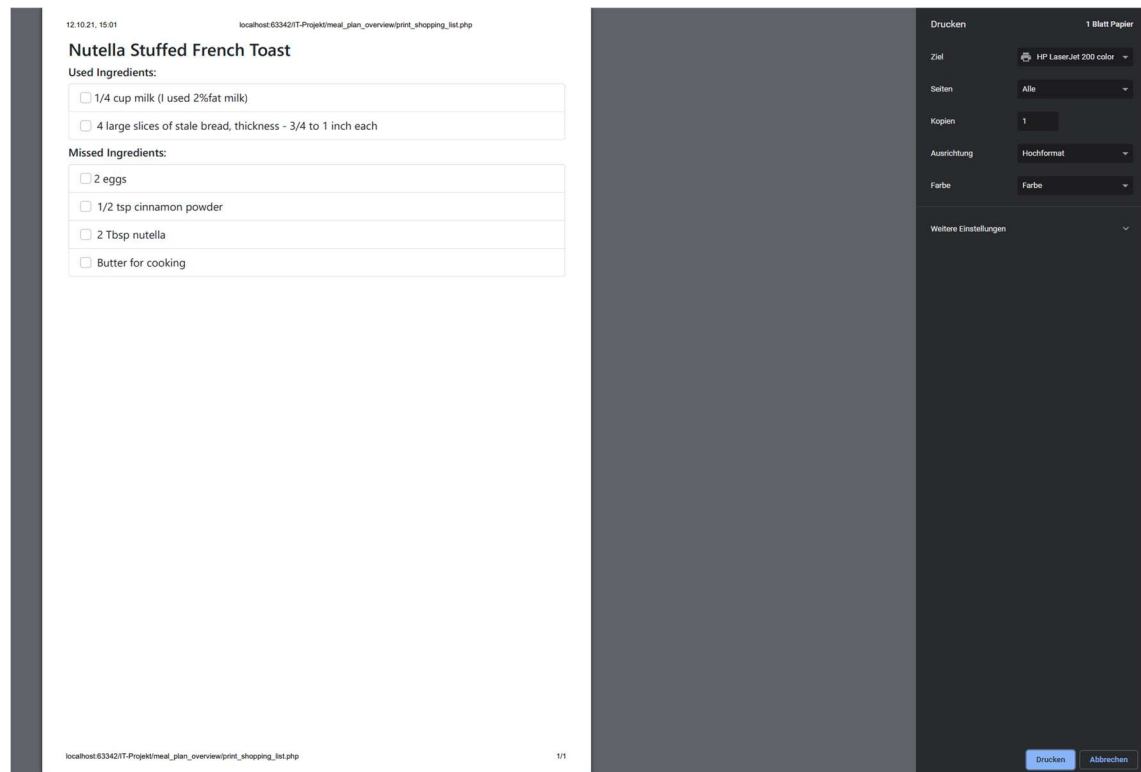 12.10.21, 15:01 localhost:63342/IT-Projekt/meal_plan_overview/print_shopping_list.php
Nutella Stuffed French Toast
Used Ingredients:
1/4 cup milk (I used 2%fat milk)
4 large slices of stale bread, thickness - 3/4 to 1 inch each
Missed Ingredients:
2 eggs
1/2 tsp cinnamon powder
2 Tbsp nutella
Butter for cooking
localhost:63342/IT-Projekt/meal_plan_overview/print_shopping_list.php 1/1
Drucken 1 Blatt Papier
Ziel HP LaserJet 200 color
Seiten Alle
Kopien 1
Ausrichtung Hochformat
Farbe Farbe
Weitere Einstellungen
Drucken Abbrechen